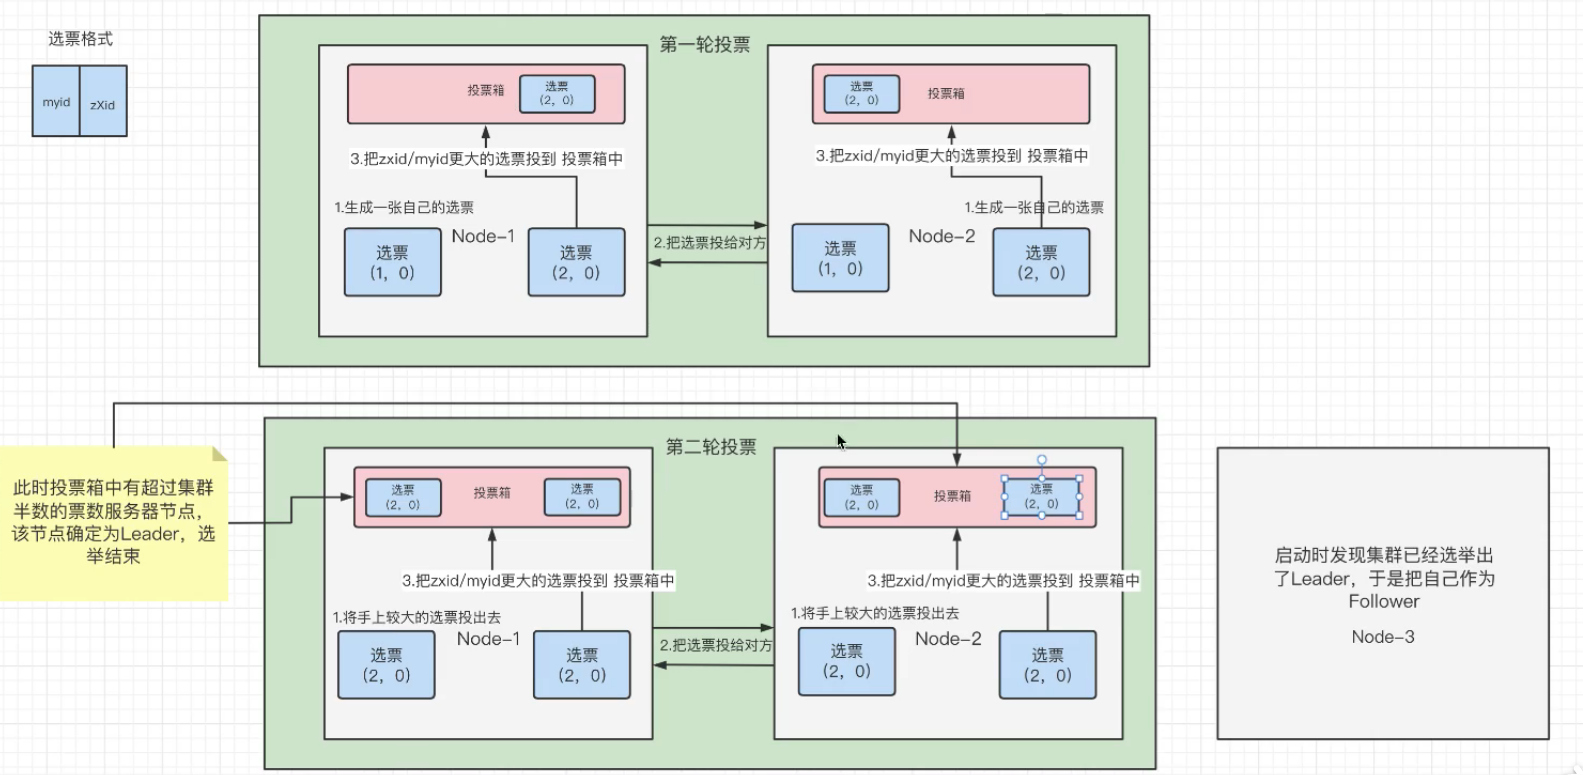 选票格式
myid
zXid
第一轮投票
投票箱
选票
(2, 0)
3.把zxid/myid更大的选票投到 投票箱中
1.生成一张自己的选票
Node-1
选票
(1, 0)
选票
(2, 0)
2.把选票投给对方
选票
(2, 0)
投票箱
3.把zxid/myid更大的选票投到 投票箱中
1.生成一张自己的选票
Node-2
选票
(1, 0)
选票
(2, 0)
此时投票箱中有超过集群
半数的票数服务器节点，
该节点确定为Leader，选
举结束
第二轮投票
选票
(2, 0)
投票箱
选票
(2, 0)
3.把zxid/myid更大的选票投到 投票箱中
1.将手上较大的选票投出去
Node-1
选票
(2, 0)
选票
(2, 0)
2.把选票投给对方
选票
(2, 0)
投票箱
选票
(2, 0)
3.把zxid/myid更大的选票投到 投票箱中
1.将手上较大的选票投出去
Node-2
选票
(2, 0)
选票
(2, 0)
启动时发现集群已经选举出
了Leader，于是把自己作为
Follower
Node-3